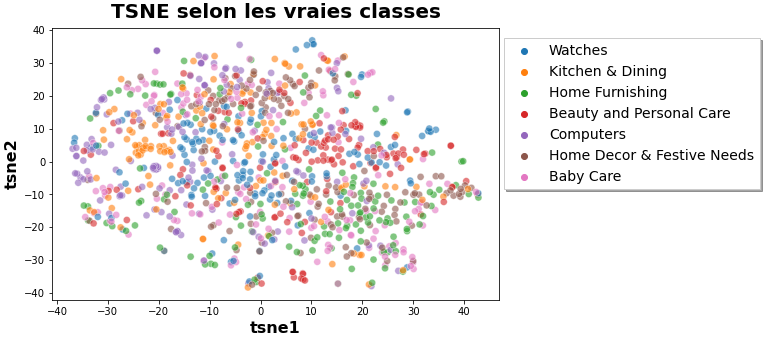 TSNE selon les vraies classes
40
30
20
10
0
−10
−20
−30
−40
tsne2
−40 −30 −20 −10 0 10 20 30 40
tsne1
Watches
Kitchen & Dining
Home Furnishing
Beauty and Personal Care
Computers
Home Decor & Festive Needs
Baby Care